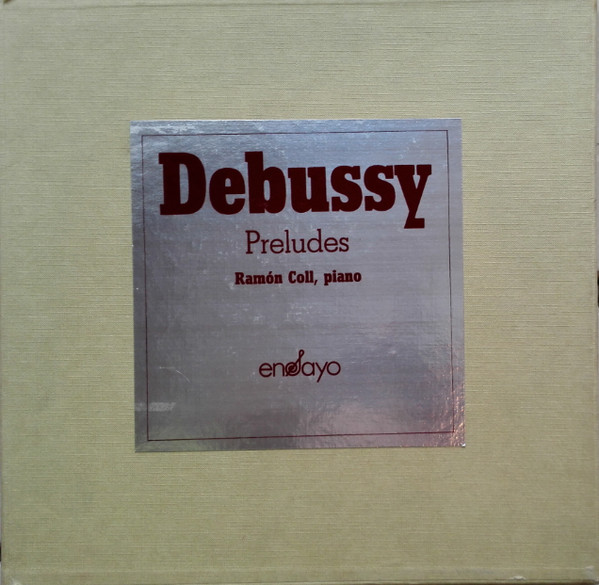 Debussy
Preludes
Ramón Coll, piano
ensayo